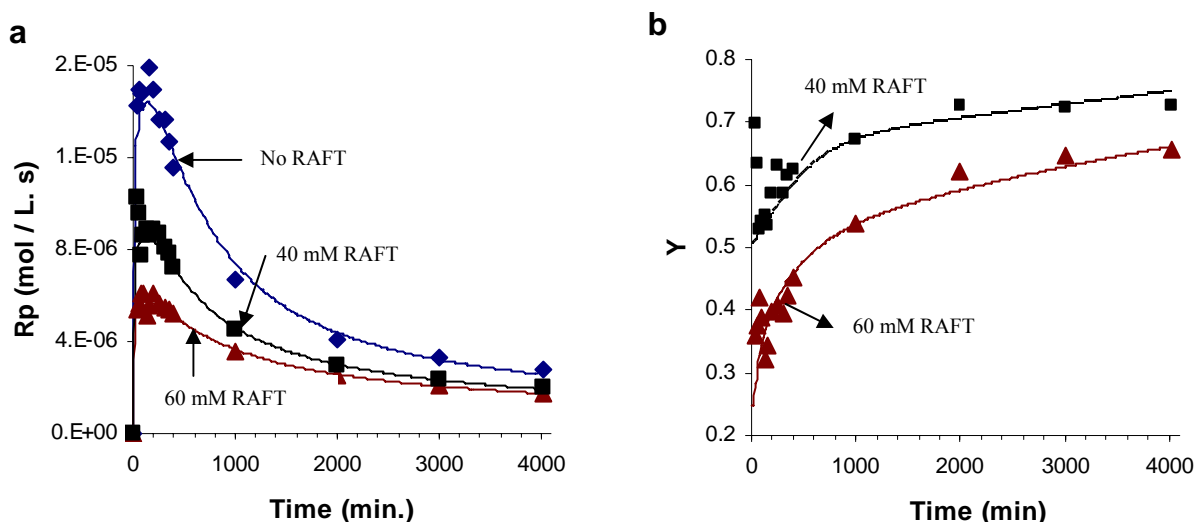 a
Rp (mol / L. s)
2.E-05
1.E-05
8.E-06
4.E-06
0.E+00
No RAFT
40 mM RAFT
60 mM RAFT
0 1000 2000 3000 4000
Time (min.)
b
Y
0.8
0.7
0.6
0.5
0.4
0.3
0.2
40 mM RAFT
60 mM RAFT
0 1000 2000 3000 4000
Time (min)